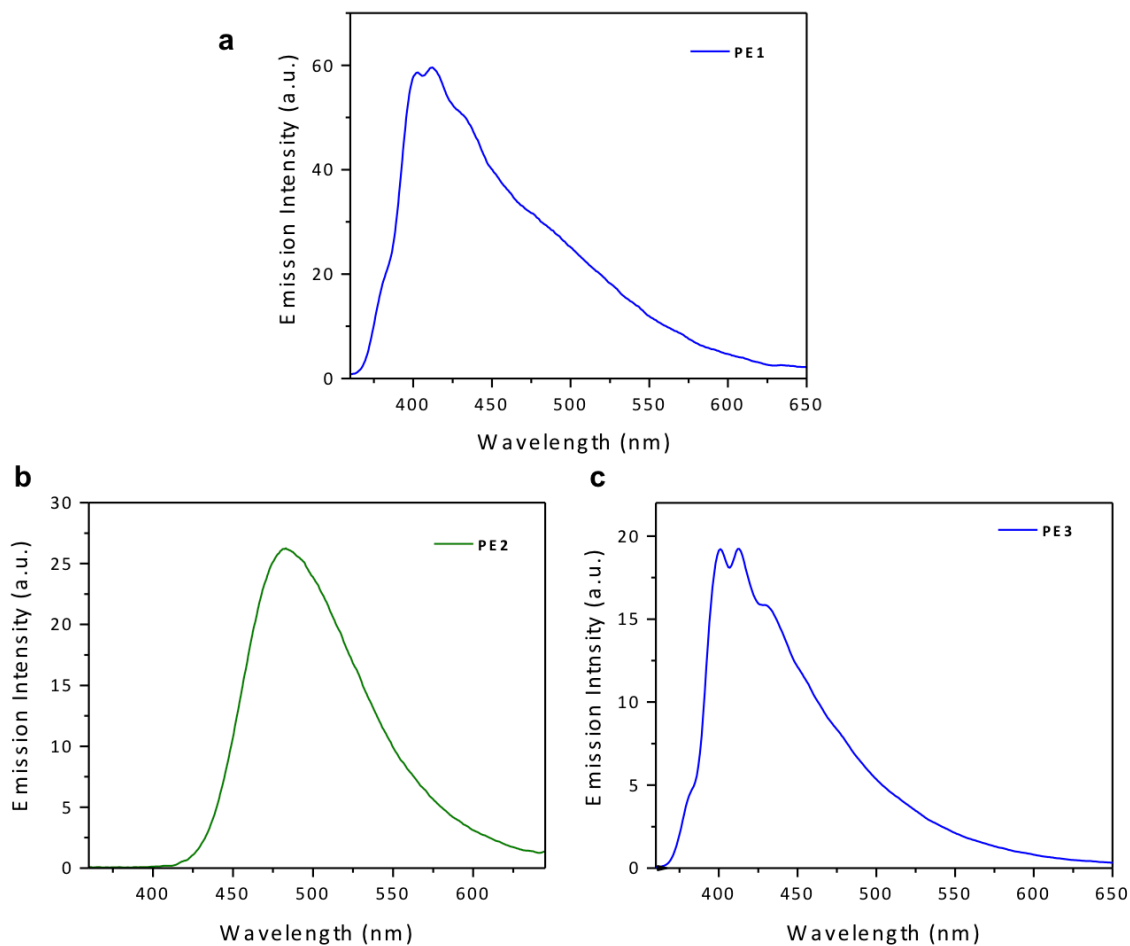 a
PE1
Emission Intensity (a.u.)
60
40
20
0
400 450 500 550 600 650
Wavelength (nm)
b
PE2
Emission Intensity (a.u.)
30
25
20
15
10
5
0
400 450 500 550 600
Wavelength (nm)
c
PE3
Emission Intnsity (a.u.)
20
15
10
5
0
400 450 500 550 600 650
Wavelength (nm)